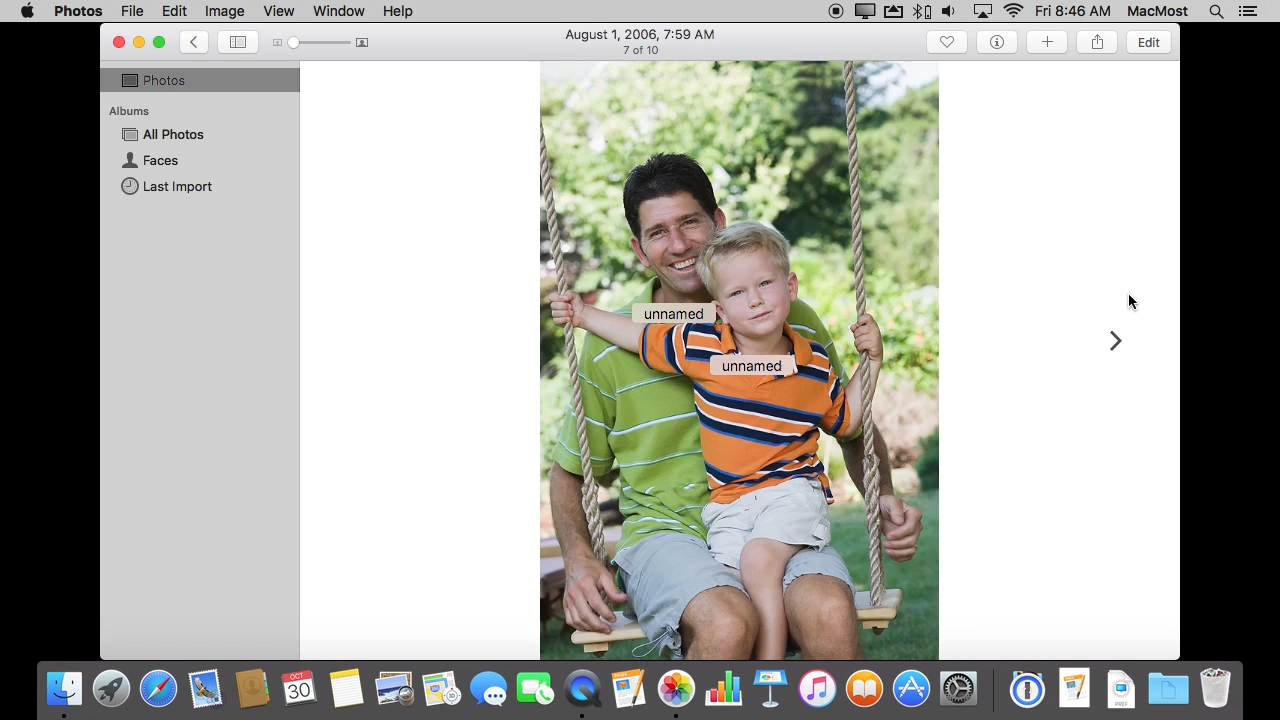 Photos File Edit Image View Window Help Fri 8:46 AM MacMost
August 1, 2006, 7:59 AM
7 of 10
Edit
Photos
Albums
All Photos
Faces
Last Import
unnamed
unnamed
OCT
30